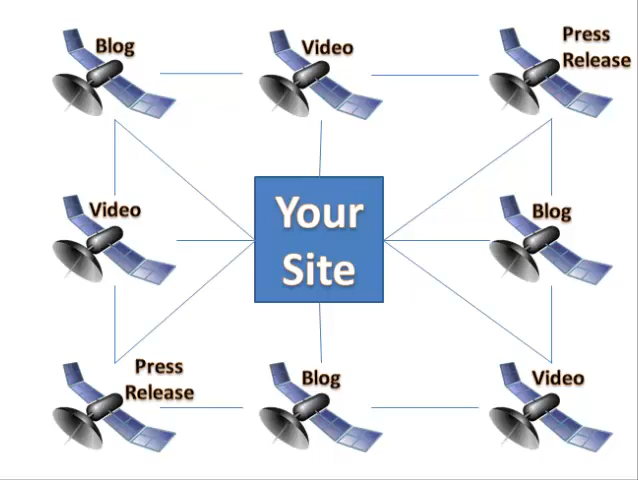 Blog
Video
Press
Release
Video
Your
Site
Blog
Press
Release
Blog
Video